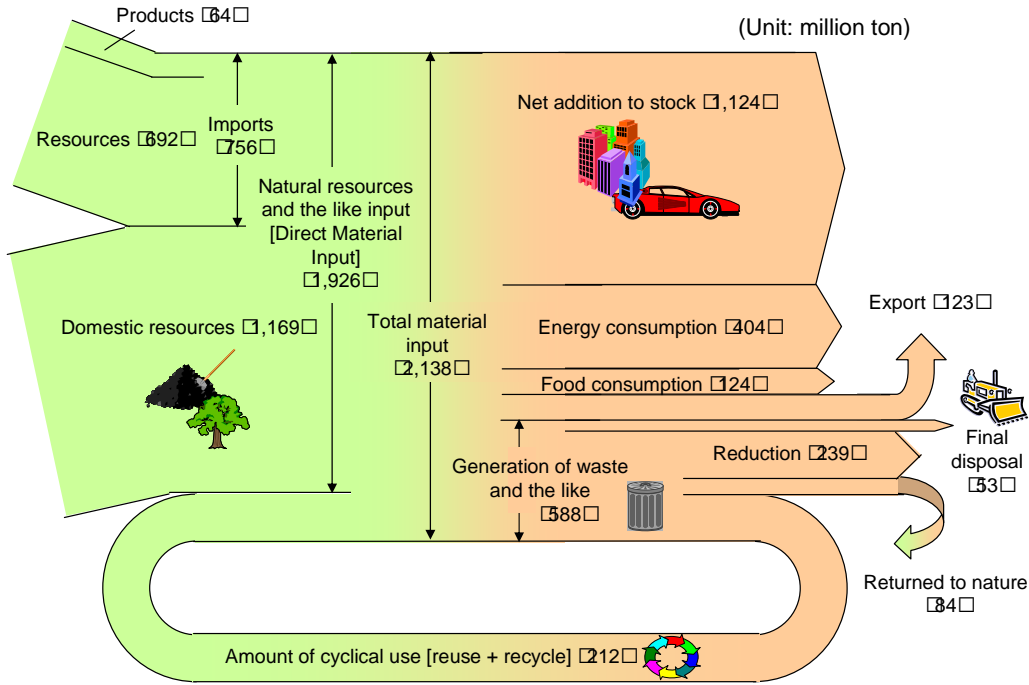 Products 64
(Unit: million ton)
Net addition to stock 1,124
Resources 692
Imports
756
Natural resources
and the like input
[Direct Material
Input]
1,926
Export 123
Domestic resources 1,169
Total material
input
2,138
Energy consumption 404
Food consumption 124
Final
disposal
53
Reduction 239
Generation of waste
and the like
588
Returned to nature
84
Amount of cyclical use [reuse + recycle] 212